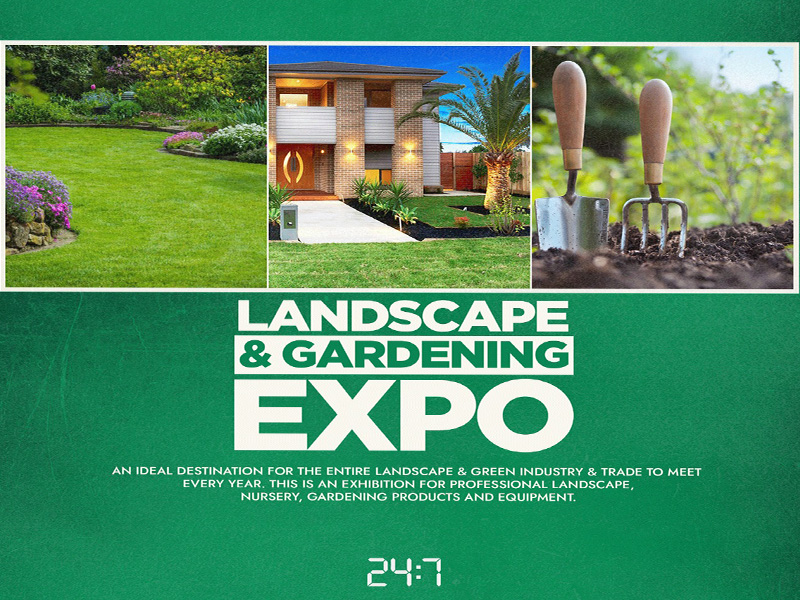 LANDSCAPE
& GARDENING
EXPO
AN IDEAL DESTINATION FOR THE ENTIRE LANDSCAPE & GREEN INDUSTRY & TRADE TO MEET
EVERY YEAR. THIS IS AN EXHIBITION FOR PROFESSIONAL LANDSCAPE,
NURSERY, GARDENING PRODUCTS AND EQUIPMENT.
24:7